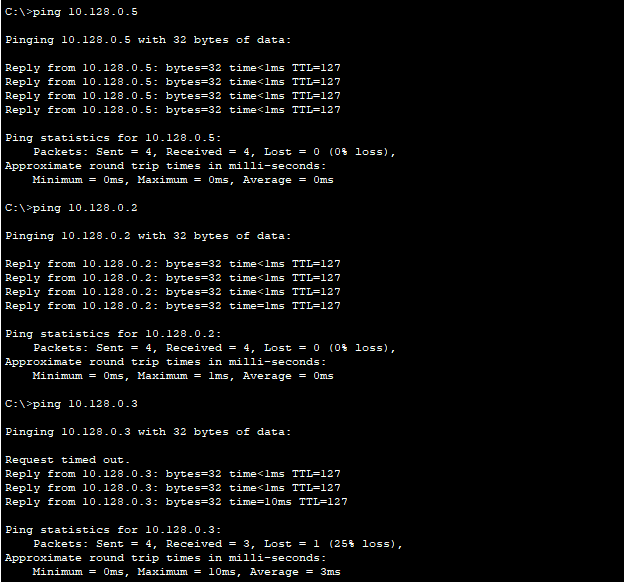 C:\>ping 10.128.0.5
Pinging 10.128.0.5 with 32 bytes of data:
Reply from 10.128.0.5: bytes=32 time<1ms TTL=127
Reply from 10.128.0.5: bytes=32 time<1ms TTL=127
Reply from 10.128.0.5: bytes=32 time<1ms TTL=127
Reply from 10.128.0.5: bytes=32 time<1ms TTL=127
Ping statistics for 10.128.0.5:
    Packets: Sent = 4, Received = 4, Lost = 0 (0% loss),
Approximate round trip times in milli-seconds:
    Minimum = 0ms, Maximum = 0ms, Average = 0ms
C:\>ping 10.128.0.2
Pinging 10.128.0.2 with 32 bytes of data:
Reply from 10.128.0.2: bytes=32 time<1ms TTL=127
Reply from 10.128.0.2: bytes=32 time<1ms TTL=127
Reply from 10.128.0.2: bytes=32 time<1ms TTL=127
Reply from 10.128.0.2: bytes=32 time=1ms TTL=127
Ping statistics for 10.128.0.2:
    Packets: Sent = 4, Received = 4, Lost = 0 (0% loss),
Approximate round trip times in milli-seconds:
    Minimum = 0ms, Maximum = 1ms, Average = 0ms
C:\>ping 10.128.0.3
Pinging 10.128.0.3 with 32 bytes of data:
Request timed out.
Reply from 10.128.0.3: bytes=32 time<1ms TTL=127
Reply from 10.128.0.3: bytes=32 time<1ms TTL=127
Reply from 10.128.0.3: bytes=32 time=10ms TTL=127
Ping statistics for 10.128.0.3:
    Packets: Sent = 4, Received = 3, Lost = 1 (25% loss),
Approximate round trip times in milli-seconds:
    Minimum = 0ms, Maximum = 10ms, Average = 3ms